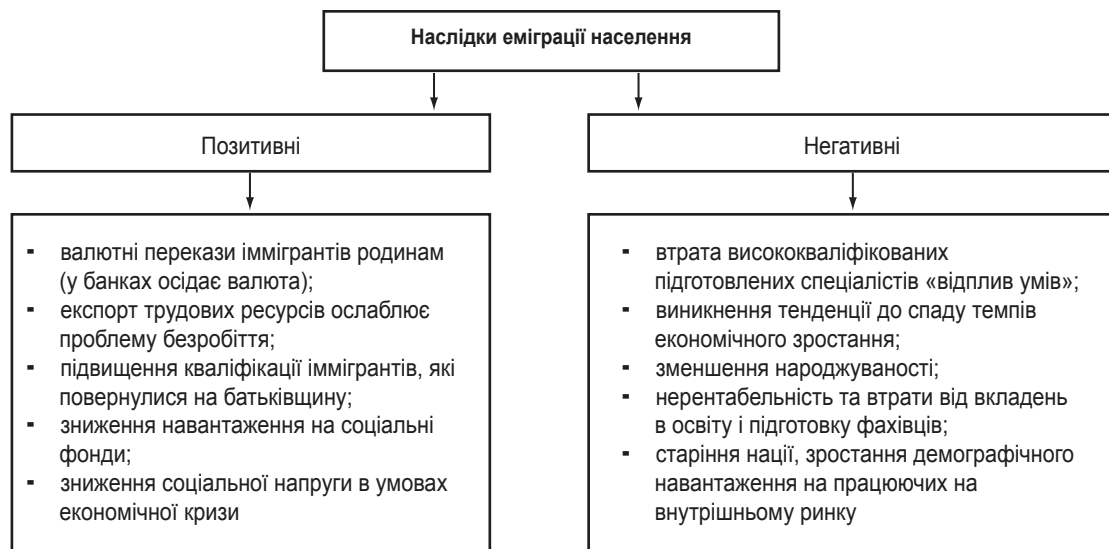 Наслідки еміграції населення
Позитивні
- валютні перекази іммігрантів родинам
(у банках осідає валюта);
- експорт трудових ресурсів ослаблює
проблему безробіття;
- підвищення кваліфікації іммігрантів, які
повернулися на батьківщину;
- зниження навантаження на соціальні
фонди;
- зниження соціальної напруги в умовах
економічної кризи
Негативні
- втрата висококваліфікованих
підготовлених спеціалістів «відплив умів»;
- виникнення тенденції до спаду темпів
економічного зростання;
- зменшення народжуваності;
- нерентабельність та втрати від вкладень
в освіту і підготовку фахівців;
- старіння нації, зростання демографічного
навантаження на працюючих на
внутрішньому ринку